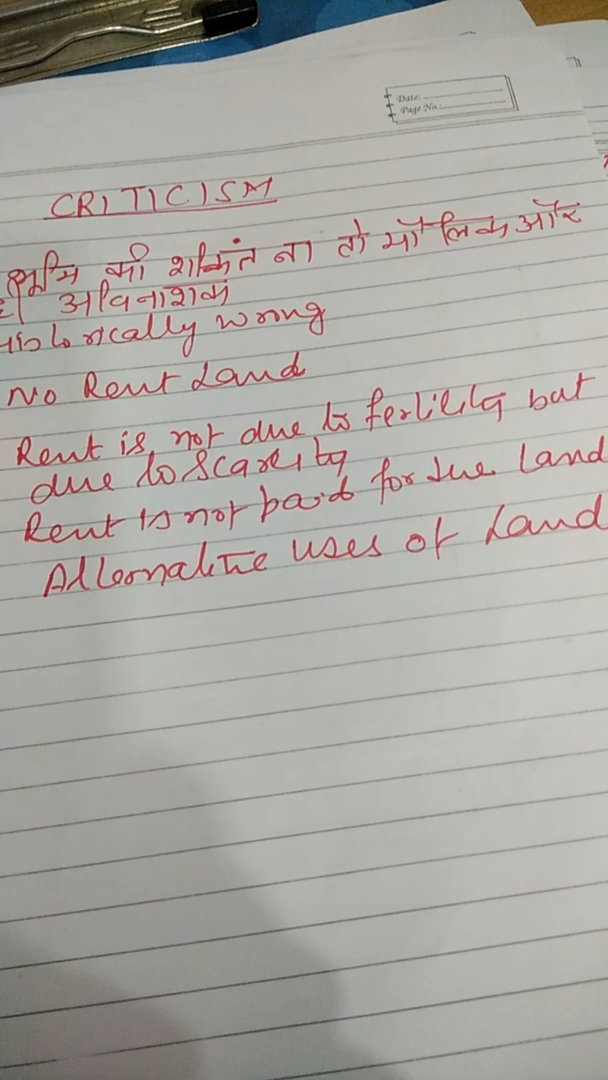 Date:
Page No.:
CRITICISM
भूमि की शक्ति ना तो मौलिक और
अविनाशक
Historically wrong
No Rent Land
Rent is not due to fertility but
due to Scarcity
Rent is not paid for the Land
Alternative uses of Land